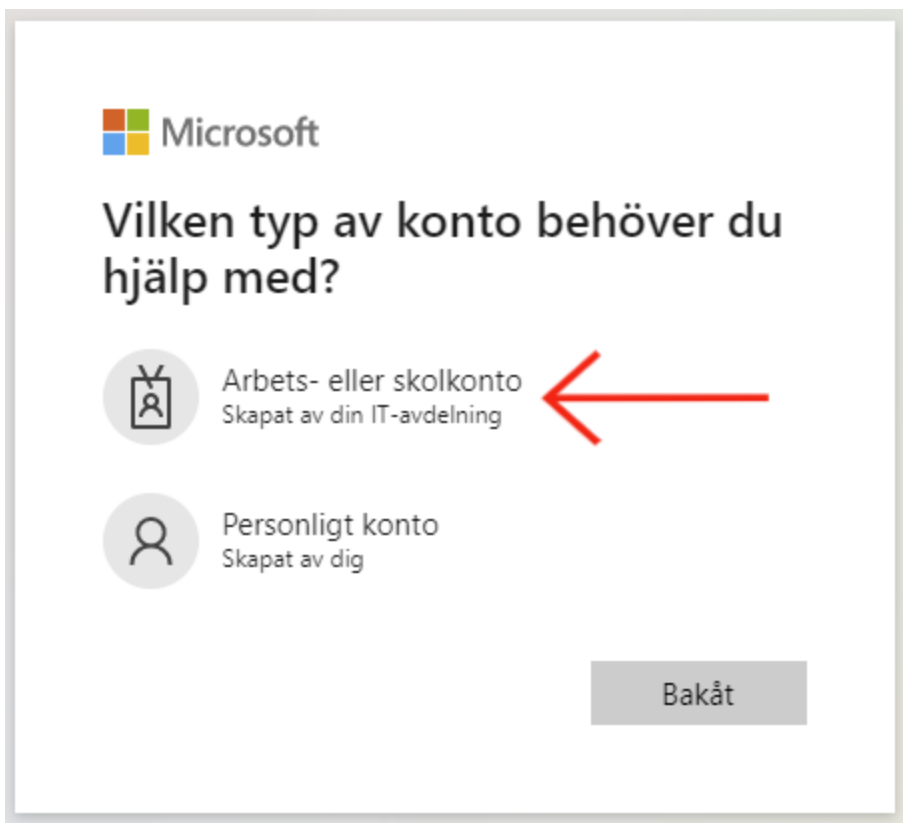 Microsoft
Vilken typ av konto behöver du
hjälp med?
Arbets- eller skolkonto
Skapat av din IT-avdelning
Personligt konto
Skapat av dig
Bakåt